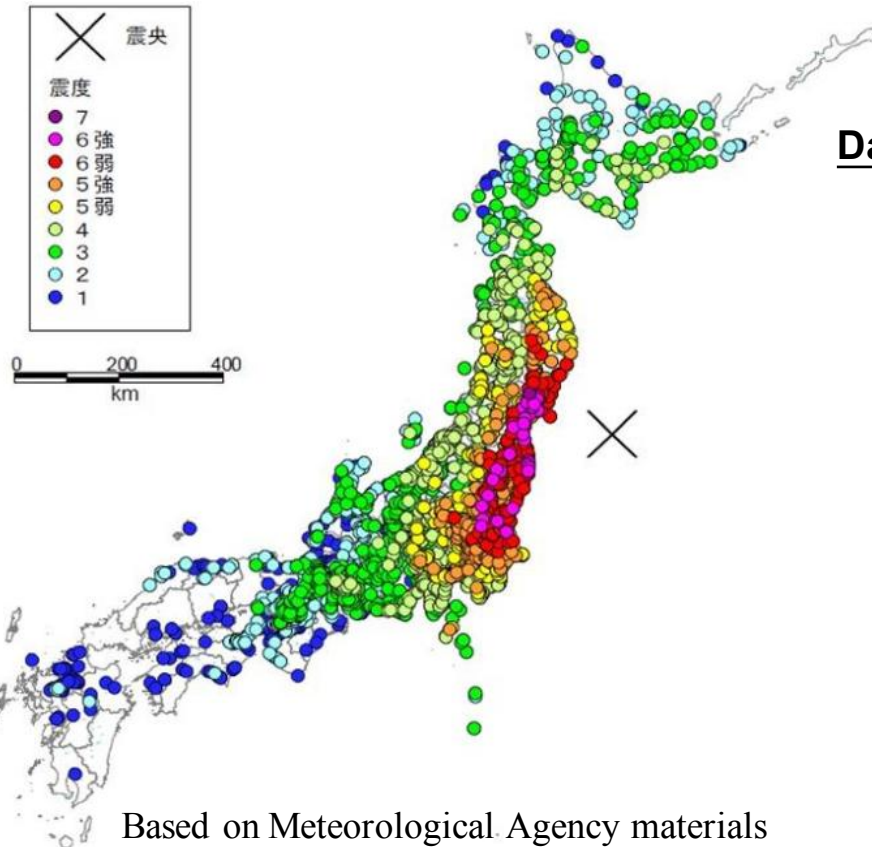 震央
震度
7
6強
6弱
5強
5弱
4
3
2
1
0 200 400
km
Da
Based on Meteorological Agency materials